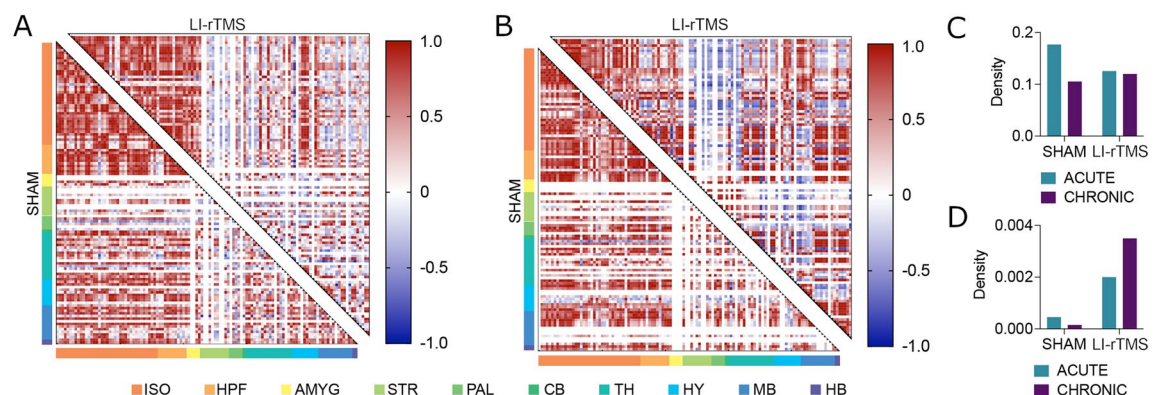 A
LI-rTMS
SHAM
1.0
0.5
0
-0.5
-1.0
B
LI-rTMS
SHAM
1.0
0.5
0
-0.5
-1.0
C
Density
0.2
0.1
0.0
SHAM LI-rTMS
ACUTE
CHRONIC
D
Density
0.004
0.002
0.000
SHAM LI-rTMS
ACUTE
CHRONIC
ISO HPF AMYG STR PAL CB TH HY MB HB